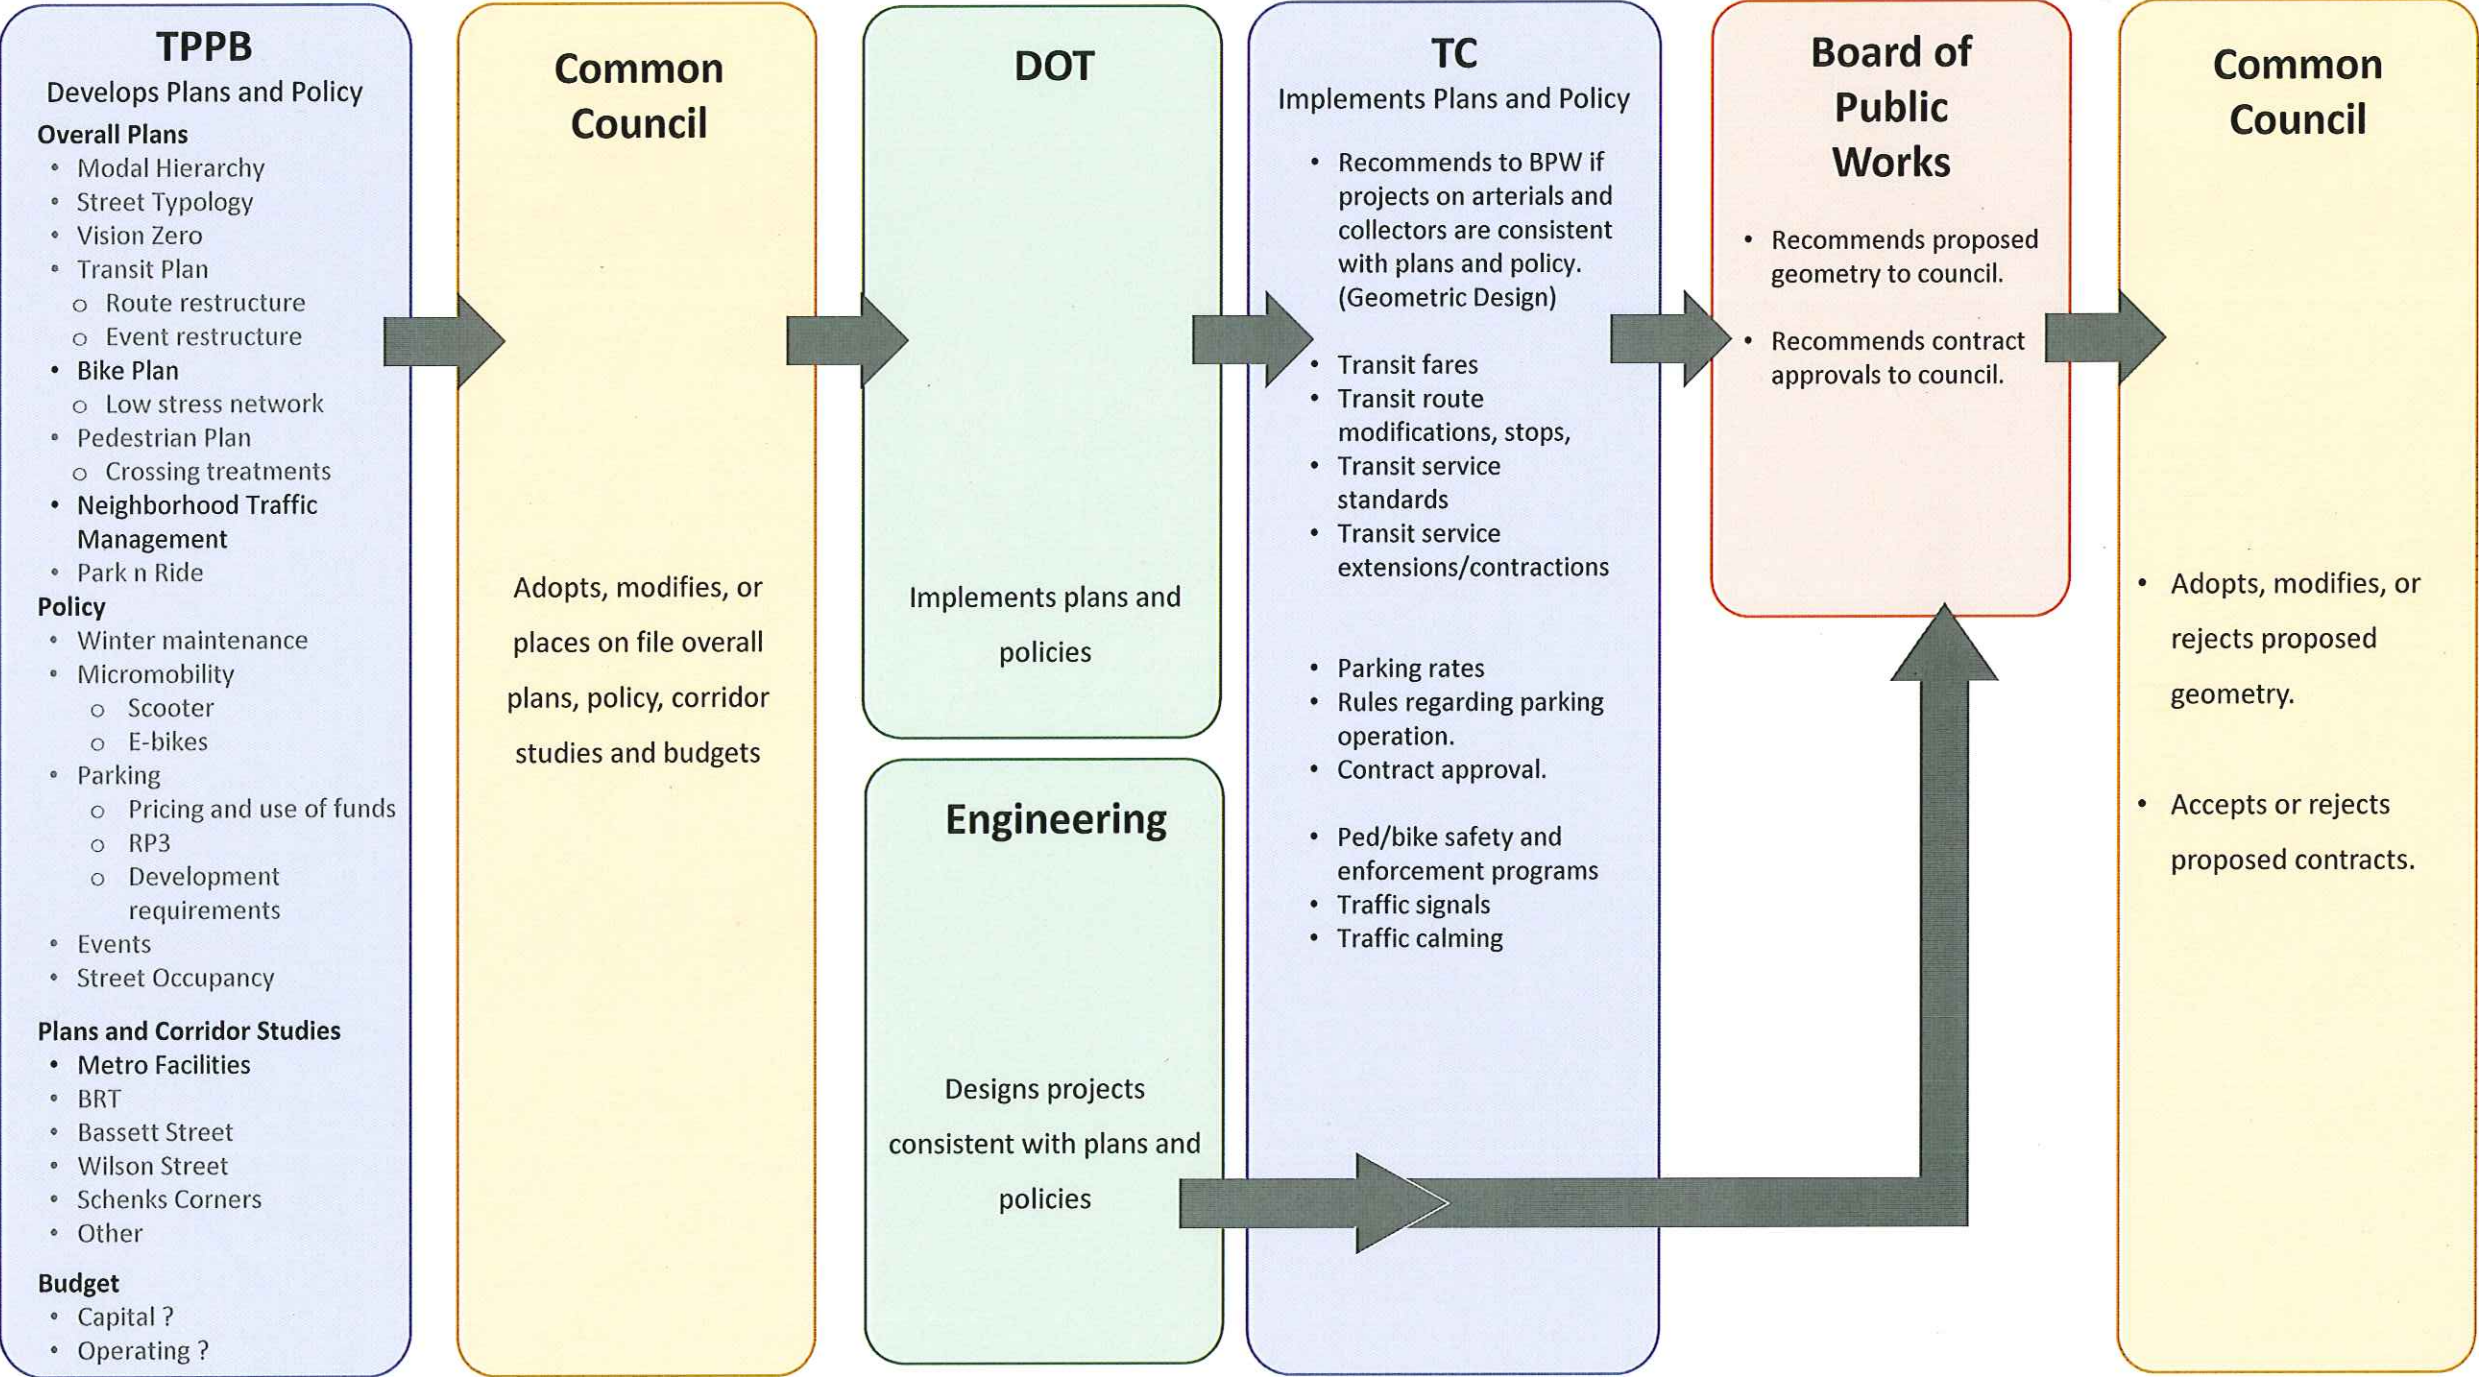 TPPB
Develops Plans and Policy
Overall Plans
• Modal Hierarchy
• Street Typology
• Vision Zero
• Transit Plan
o Route restructure
o Event restructure
• Bike Plan
o Low stress network
• Pedestrian Plan
o Crossing treatments
• Neighborhood Traffic
Management
• Park n Ride
Policy
• Winter maintenance
• Micromobility
o Scooter
o E-bikes
• Parking
o Pricing and use of funds
o RP3
o Development
requirements
• Events
• Street Occupancy
Plans and Corridor Studies
• Metro Facilities
• BRT
• Bassett Street
• Wilson Street
• Schenks Corners
• Other
Budget
• Capital ?
• Operating ?
Common
Council
Adopts, modifies, or
places on file overall
plans, policy, corridor
studies and budgets
DOT
Implements plans and
policies
Engineering
Designs projects
consistent with plans and
policies
TC
Implements Plans and Policy
• Recommends to BPW if
projects on arterials and
collectors are consistent
with plans and policy.
(Geometric Design)
• Transit fares
• Transit route
modifications, stops,
• Transit service
standards
• Transit service
extensions/contractions
• Parking rates
• Rules regarding parking
operation.
• Contract approval.
• Ped/bike safety and
enforcement programs
• Traffic signals
• Traffic calming
Board of
Public
Works
• Recommends proposed
geometry to council.
• Recommends contract
approvals to council.
Common
Council
• Adopts, modifies, or
rejects proposed
geometry.
• Accepts or rejects
proposed contracts.